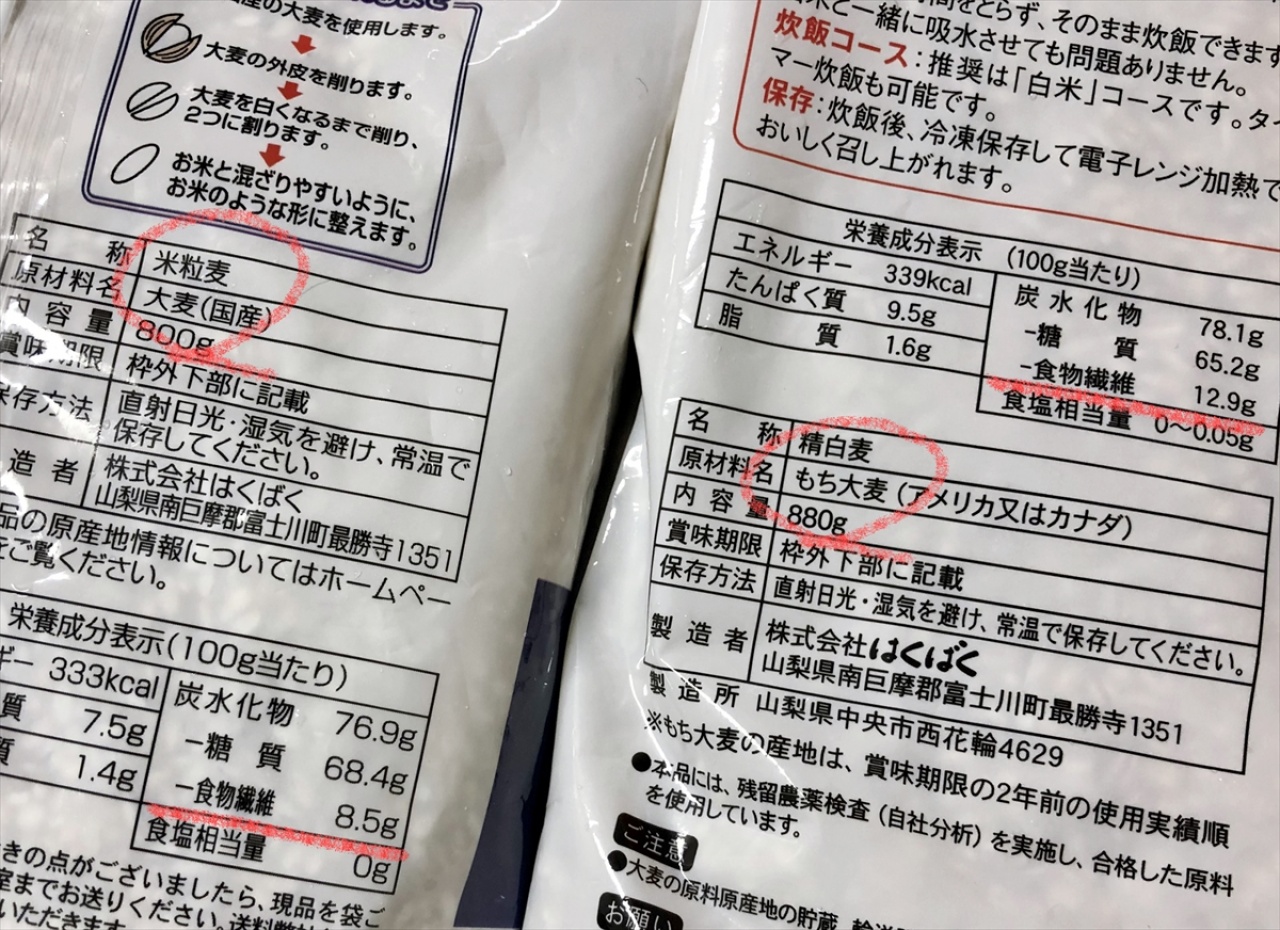 国産の大麦を使用します。
大麦の外皮を削ります。
大麦を白くなるまで削り、
2つに割ります。
お米と混ざりやすいように、
お米のような形に整えます。
名称 米粒麦
原材料名 大麦(国産)
内容量 800g
賞味期限 枠外下部に記載
保存方法 直射日光・湿気を避け、常温で
保存してください。
造者 株式会社はくばく
山梨県南巨摩郡富士川町最勝寺1351
品の原産地情報についてはホームペー
をご覧ください。
栄養成分表示(100g当たり)
ギー 333kcal
質 7.5g
質 1.4g
炭水化物 76.9g
-糖質 68.4g
-食物繊維 8.5g
食塩相当量 0g
きの点がございましたら、現品を袋ご
室までお送りください。送料弊社
いただきます。
間をとらず、そのまま炊飯できます
米と一緒に吸水させても問題ありません。
炊飯コース:推奨は「白米」コースです。タイ
マー炊飯も可能です。
保存:炊飯後、冷凍保存して電子レンジ加熱で
おいしく召し上がれます。
栄養成分表示 (100g当たり)
エネルギー 339kcal
たんぱく質 9.5g
脂質 1.6g
炭水化物 78.1g
-糖質 65.2g
-食物繊維 12.9g
食塩相当量 0〜0.05g
名称 精白麦
原材料名 もち大麦(アメリカ又はカナダ)
内容量 880g
賞味期限 枠外下部に記載
保存方法 直射日光・湿気を避け、常温で保存してください。
製造者 株式会社はくばく
山梨県南巨摩郡富士川町最勝寺1351
製造所 山梨県中央市西花輪4629
※もち大麦の産地は、賞味期限の2年前の使用実績順
●本品には、残留農薬検査(自社分析)を実施し、合格した原料
を使用しています。
ご注意
●大麦の原料原産地の貯蔵、輸送
お願い